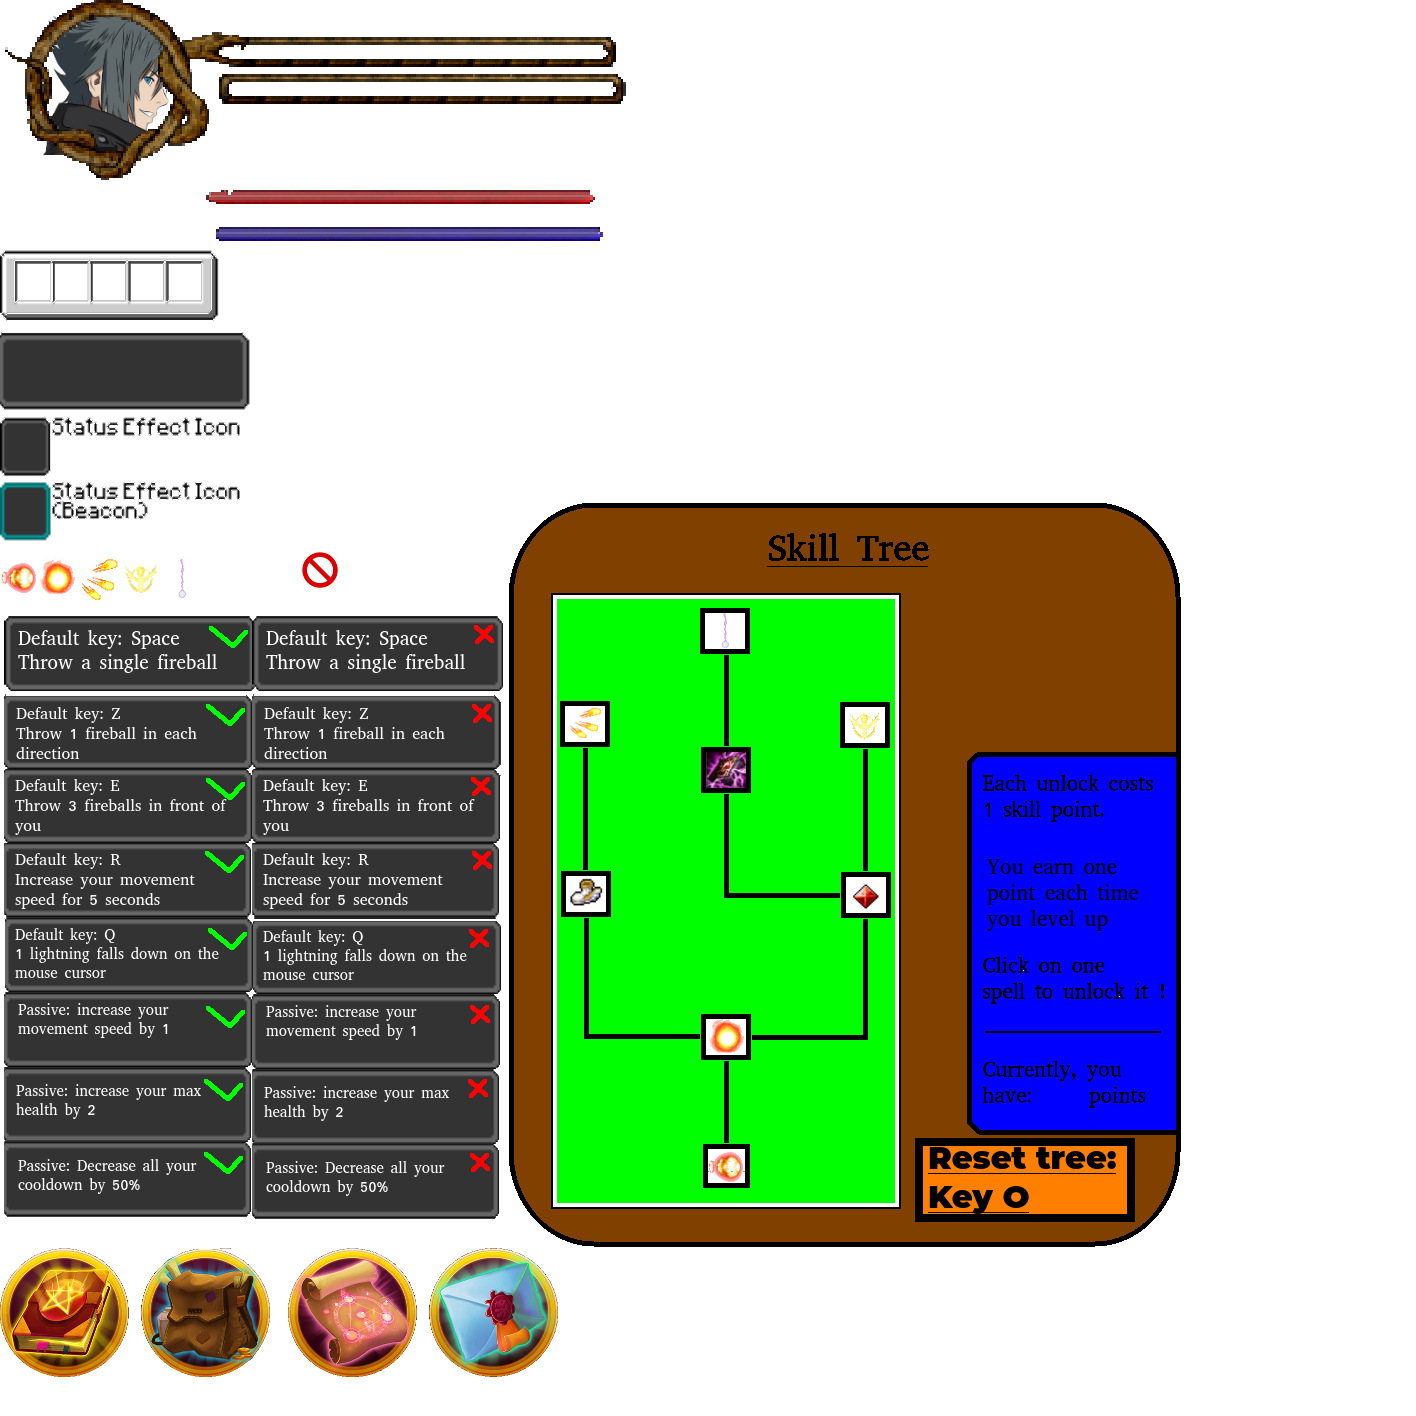 Status Effect Icon
Status Effect Icon
(Beacon)
Default key: Space
Throw a single fireball
Default key: Space
Throw a single fireball
Default key: Z
Throw 1 fireball in each
direction
Default key: Z
Throw 1 fireball in each
direction
Default key: E
Throw 3 fireballs in front of
you
Default key: E
Throw 3 fireballs in front of
you
Default key: R
Increase your movement
speed for 5 seconds
Default key: R
Increase your movement
speed for 5 seconds
Default key: Q
1 lightning falls down on the
mouse cursor
Default key: Q
1 lightning falls down on the
mouse cursor
Passive: increase your
movement speed by 1
Passive: increase your
movement speed by 1
Passive: increase your max
health by 2
Passive: increase your max
health by 2
Passive: Decrease all your
cooldown by 50%
Passive: Decrease all your
cooldown by 50%
Skill Tree
Each unlock costs
1 skill point.
You earn one
point each time
you level up
Click on one
spell to unlock it !
Currently, you
have: points
Reset tree:
Key O